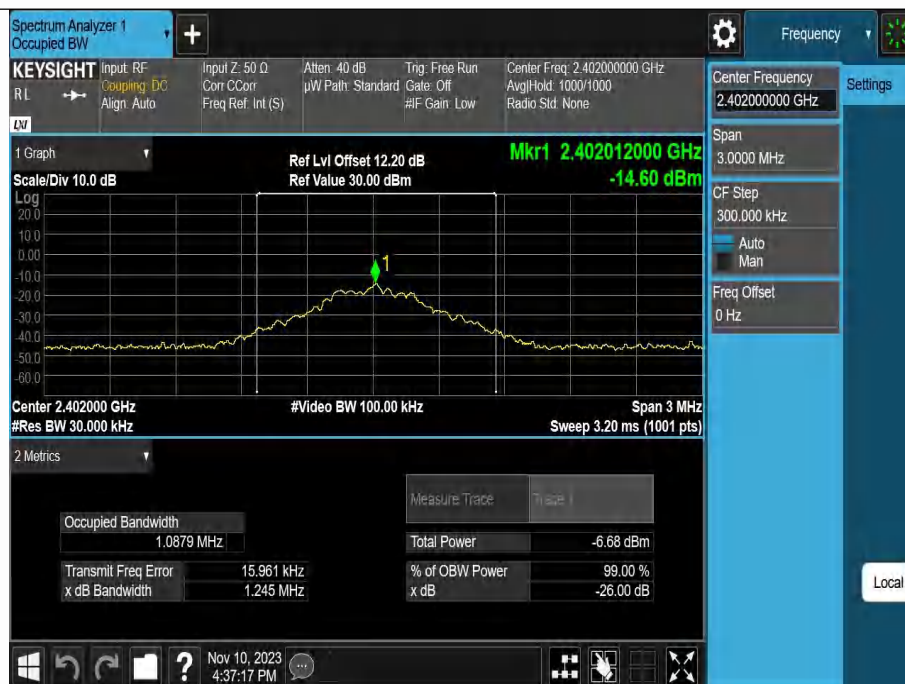 Spectrum Analyzer 1
Occupied BW
Frequency
KEYSIGHT
R L
LXI
Input: RF
Coupling: DC
Align: Auto
Input Z: 50 Ω
Corr CCorr
Freq Ref: Int (S)
Atten: 40 dB
µW Path: Standard
Trig: Free Run
Gate: Off
#IF Gain: Low
Center Freq: 2.402000000 GHz
Avg|Hold: 1000/1000
Radio Std: None
Center Frequency
2.402000000 GHz
Settings
Span
3.0000 MHz
CF Step
300.000 kHz
Auto
Man
Freq Offset
0 Hz
1 Graph
Scale/Div 10.0 dB
Ref Lvl Offset 12.20 dB
Ref Value 30.00 dBm
Mkr1 2.402012000 GHz
-14.60 dBm
Log
20.0
10.0
0.00
-10.0
-20.0
-30.0
-40.0
-50.0
-60.0
1
Center 2.402000 GHz
#Res BW 30.000 kHz
#Video BW 100.00 kHz
Span 3 MHz
Sweep 3.20 ms (1001 pts)
2 Metrics
Measure Trace
Trace 1
Occupied Bandwidth
1.0879 MHz
Total Power -6.68 dBm
Transmit Freq Error 15.961 kHz
% of OBW Power 99.00 %
x dB Bandwidth 1.245 MHz
x dB -26.00 dB
Local
?
Nov 10, 2023
4:37:17 PM